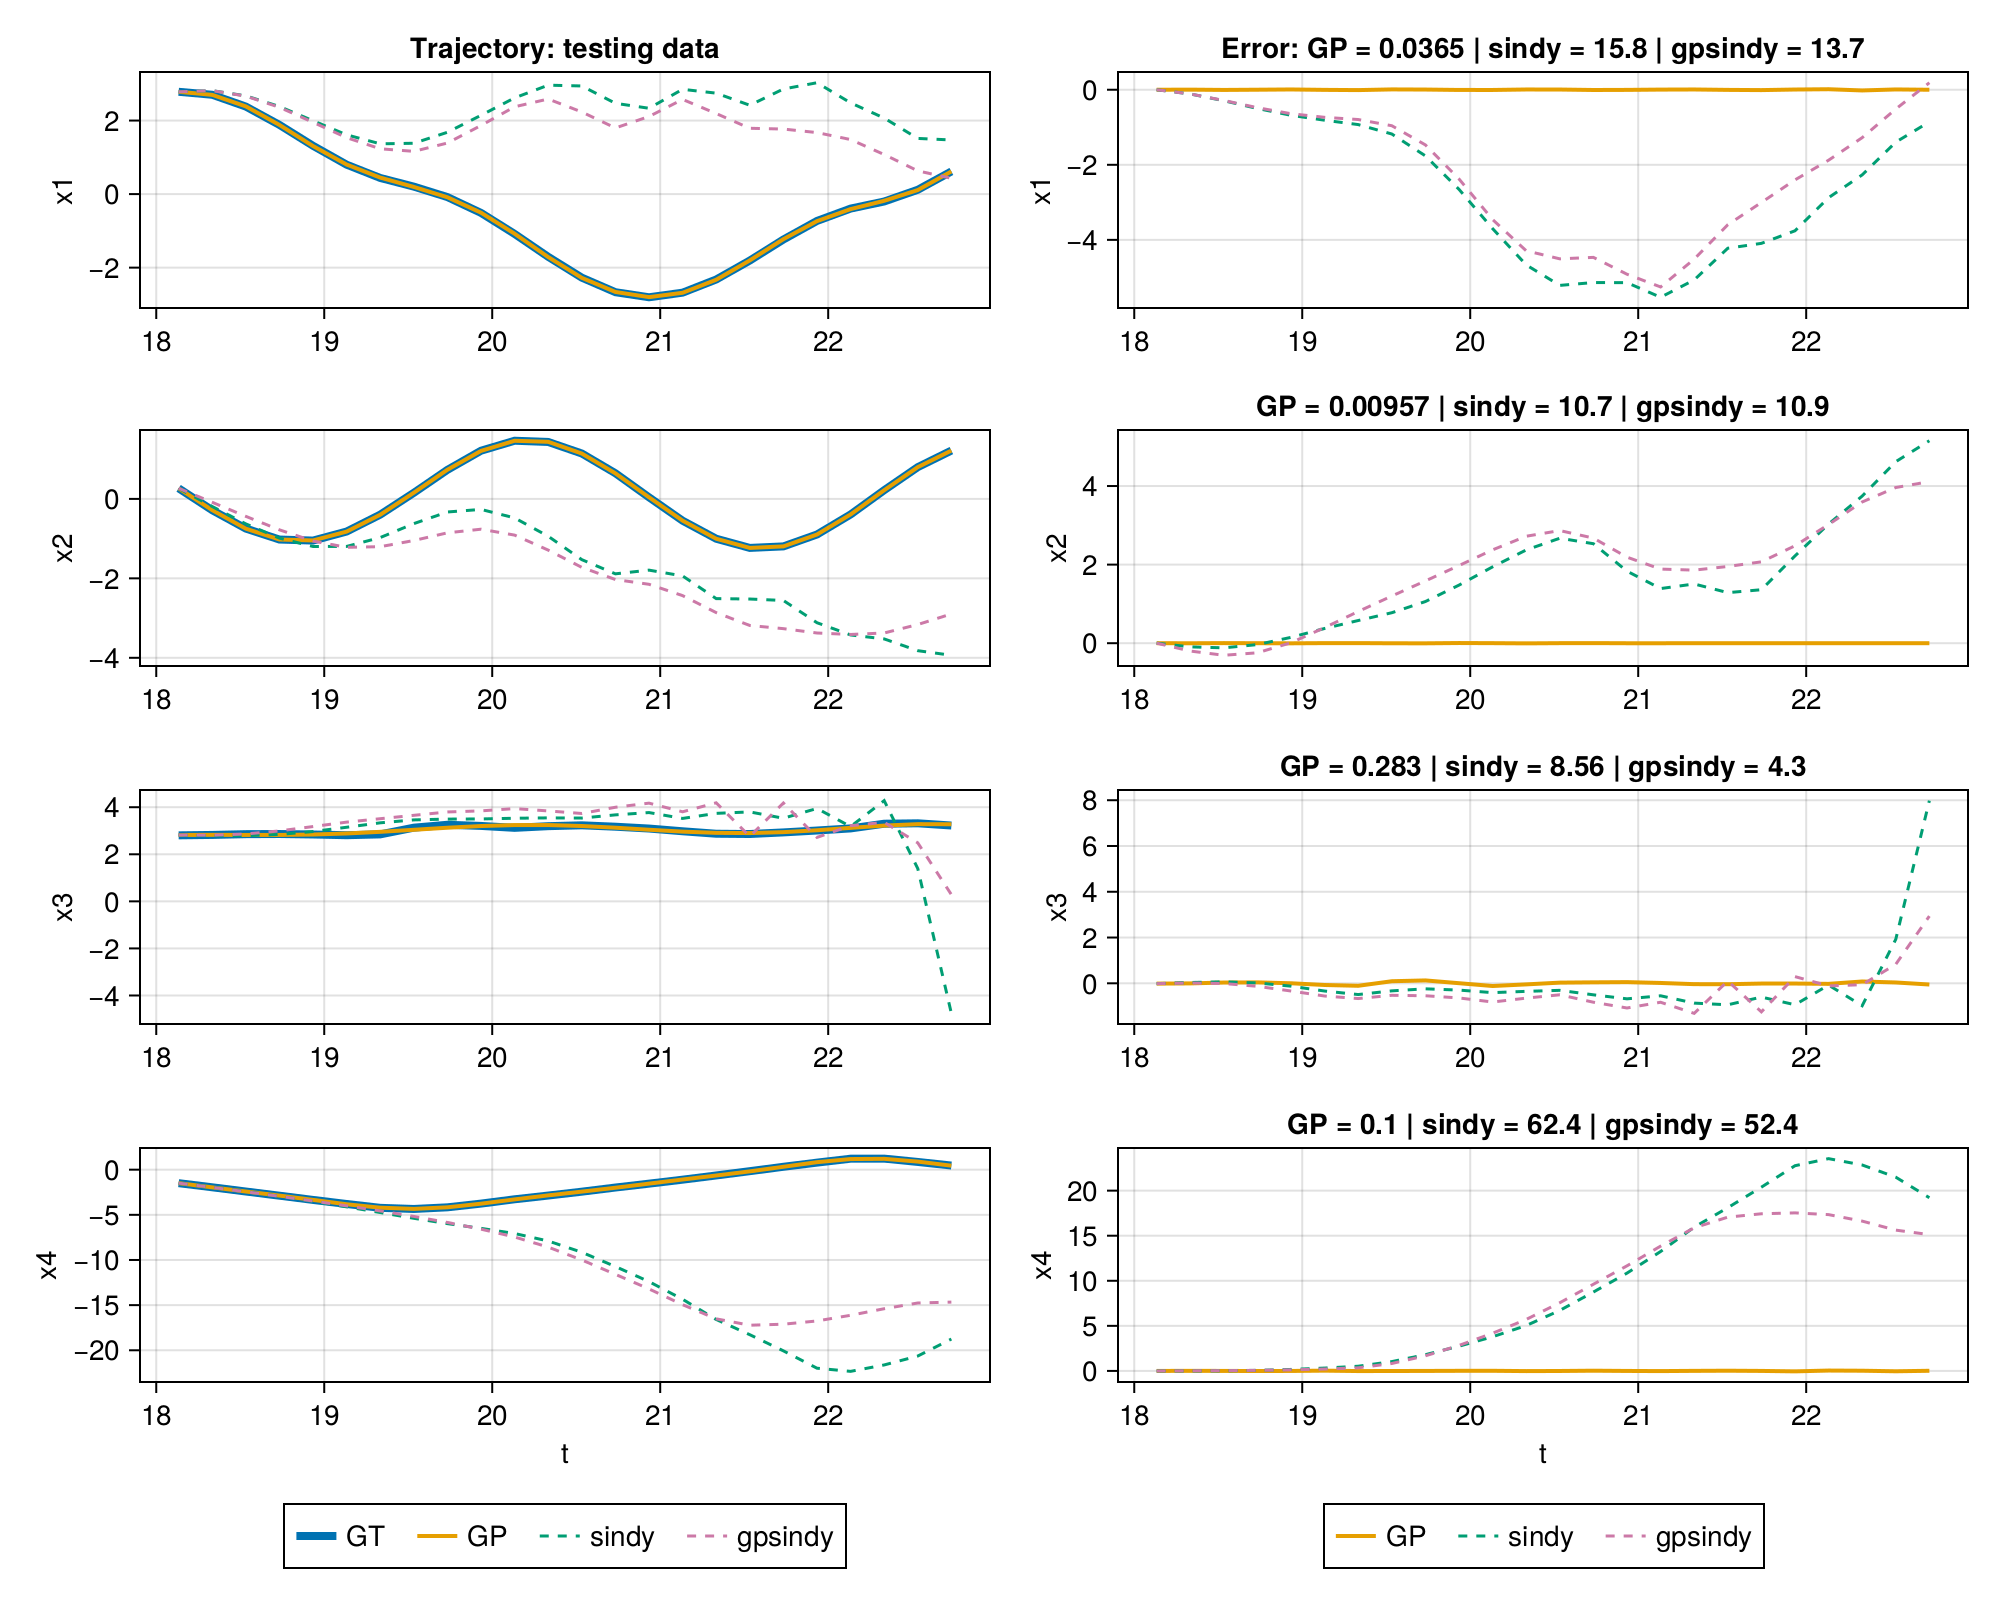 Trajectory: testing data
x1
2
0
−2
18 19 20 21 22
Error: GP = 0.0365 | sindy = 15.8 | gpsindy = 13.7
x1
0
−2
−4
18 19 20 21 22
x2
0
−2
−4
18 19 20 21 22
GP = 0.00957 | sindy = 10.7 | gpsindy = 10.9
x2
4
2
0
18 19 20 21 22
x3
4
2
0
−2
−4
18 19 20 21 22
GP = 0.283 | sindy = 8.56 | gpsindy = 4.3
x3
8
6
4
2
0
18 19 20 21 22
x4
0
−5
−10
−15
−20
18 19 20 21 22
t
GP = 0.1 | sindy = 62.4 | gpsindy = 52.4
x4
20
15
10
5
0
18 19 20 21 22
t
GT GP sindy gpsindy
GP sindy gpsindy